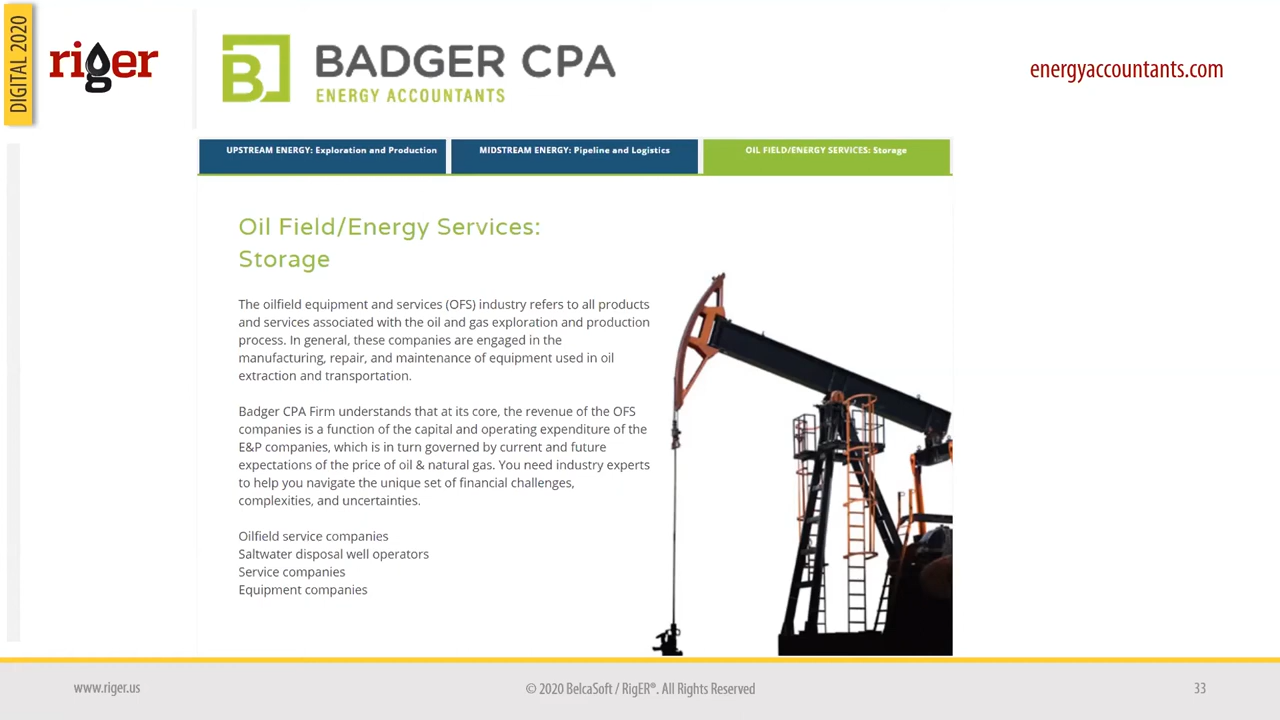 DIGITAL 2020
riger
B
BADGER CPA
ENERGY ACCOUNTANTS
energyaccountants.com
UPSTREAM ENERGY: Exploration and Production
MIDSTREAM ENERGY: Pipeline and Logistics
OIL FIELD/ENERGY SERVICES: Storage
Oil Field/Energy Services:
Storage
The oilfield equipment and services (OFS) industry refers to all products
and services associated with the oil and gas exploration and production
process. In general, these companies are engaged in the
manufacturing, repair, and maintenance of equipment used in oil
extraction and transportation.
Badger CPA Firm understands that at its core, the revenue of the OFS
companies is a function of the capital and operating expenditure of the
E&P companies, which is in turn governed by current and future
expectations of the price of oil & natural gas. You need industry experts
to help you navigate the unique set of financial challenges,
complexities, and uncertainties.
Oilfield service companies
Saltwater disposal well operators
Service companies
Equipment companies
www.riger.us
© 2020 BelcaSoft / RigER®. All Rights Reserved
33